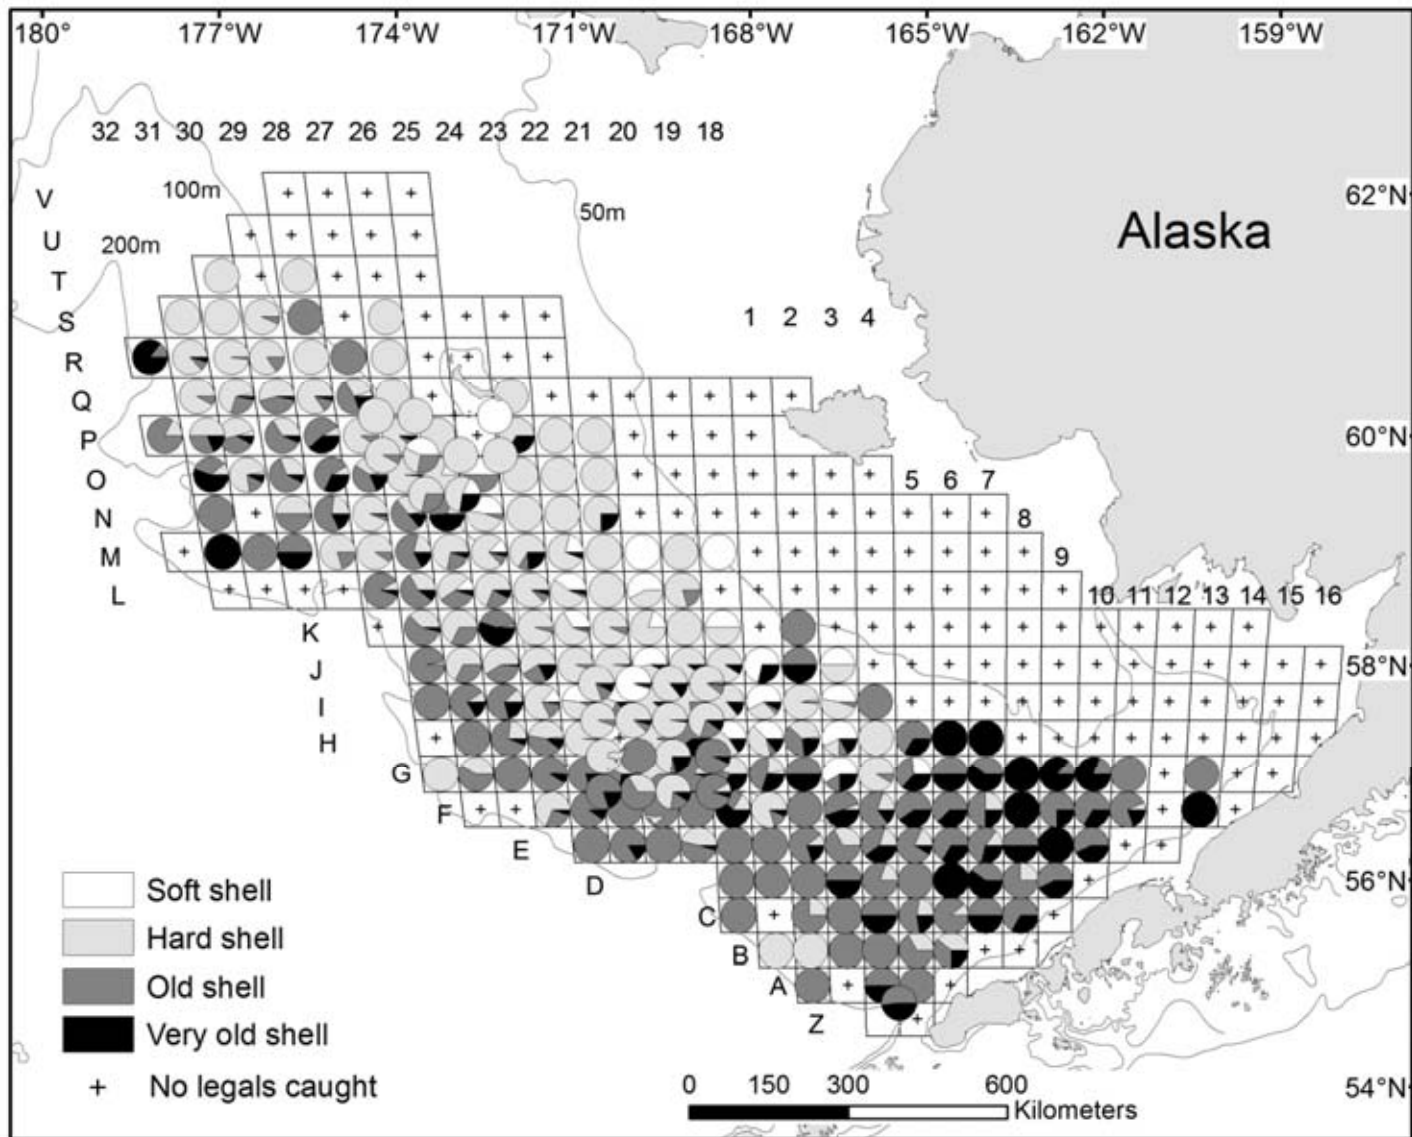 180° 177°W 174°W 171°W 168°W 165°W 162°W 159°W
32 31 30 29 28 27 26 25 24 23 22 21 20 19 18
V 100m 50m 62°N
U 200m Alaska
T
S 1 2 3 4
R
Q
P 60°N
O 5 6 7
N 8
M 9
L 10 11 12 13 14 15 16
K
J 58°N
I
H
G
F
E
D 56°N
Soft shell
C
Hard shell
B
Old shell
A
Z
Very old shell
+ No legals caught
0 150 300 600
Kilometers
54°N